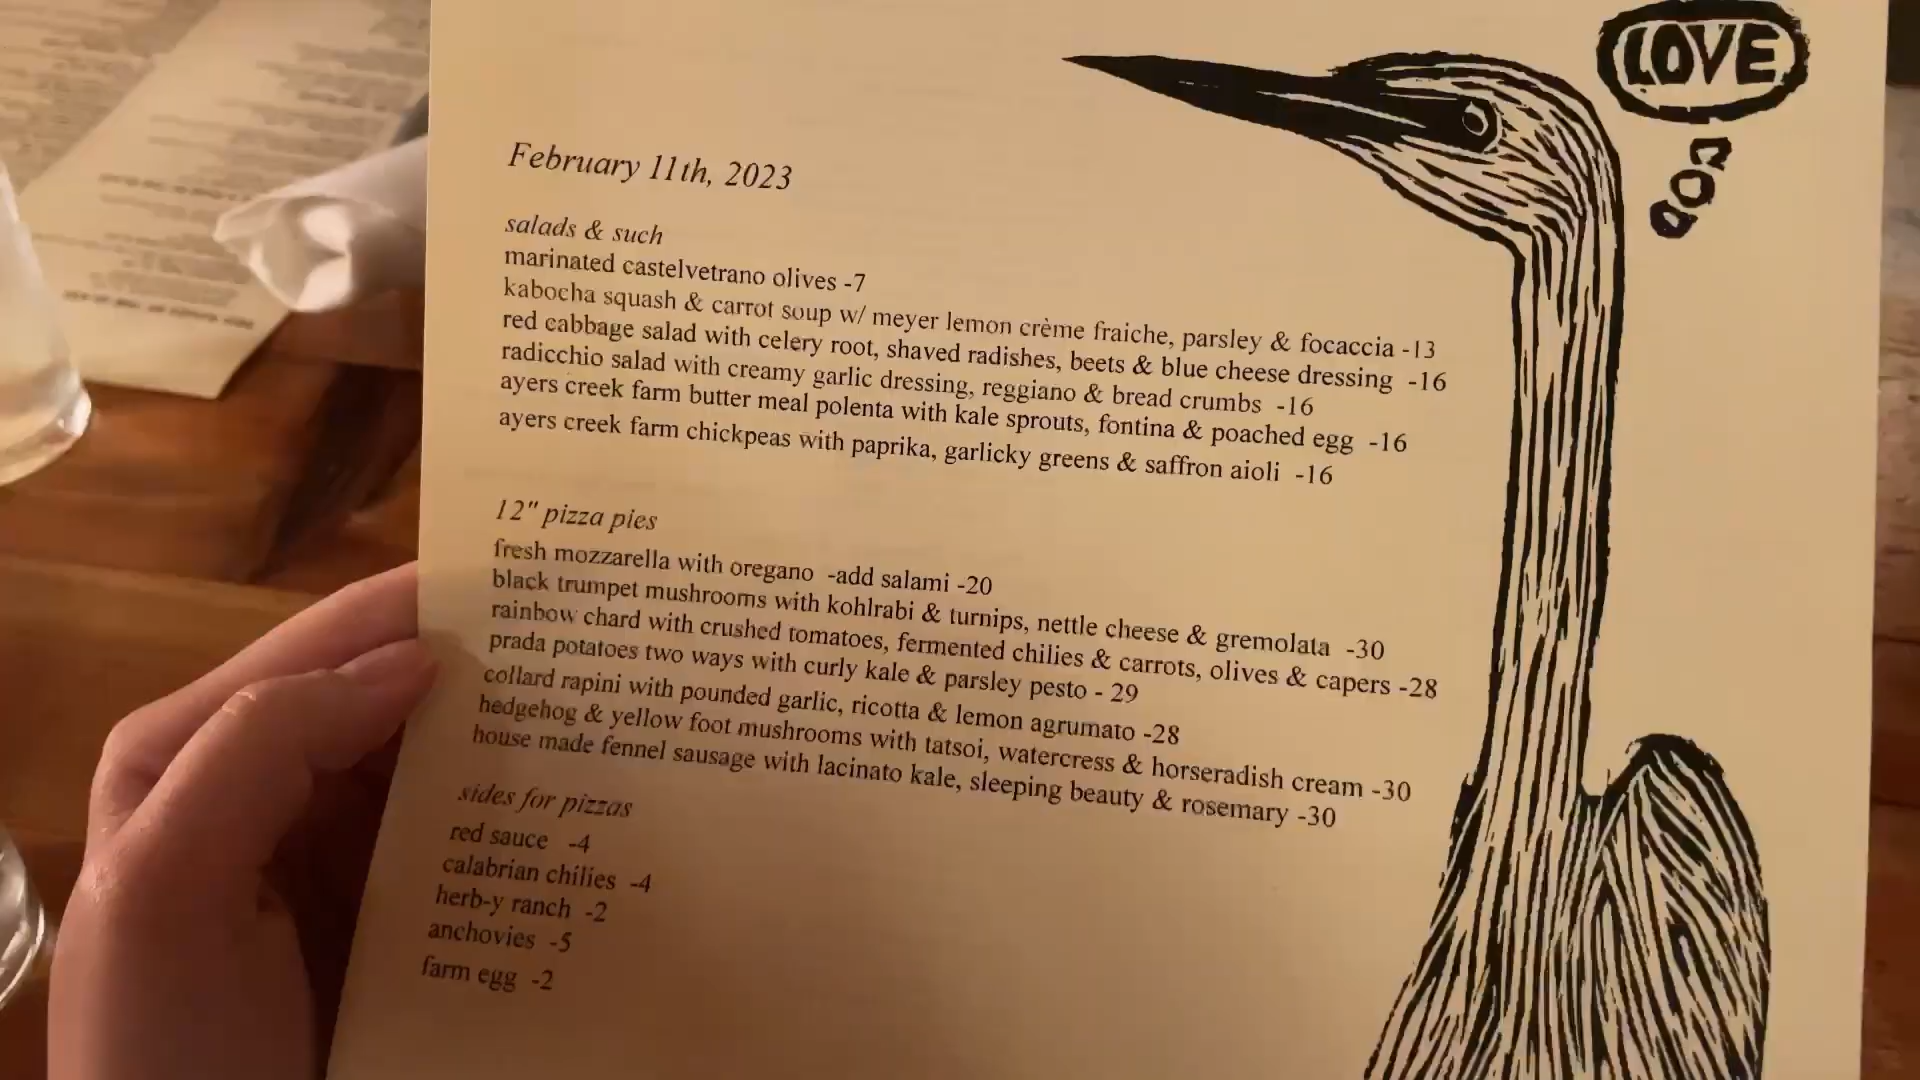 LOVE
February 11th, 2023
salads & such
marinated castelvetrano olives -7
kabocha squash & carrot soup w/ meyer lemon crème fraiche, parsley & focaccia -13
red cabbage salad with celery root, shaved radishes, beets & blue cheese dressing -16
radicchio salad with creamy garlic dressing, reggiano & bread crumbs -16
ayers creek farm butter meal polenta with kale sprouts, fontina & poached egg -16
ayers creek farm chickpeas with paprika, garlicky greens & saffron aioli -16
12" pizza pies
fresh mozzarella with oregano -add salami -20
black trumpet mushrooms with kohlrabi & turnips, nettle cheese & gremolata -30
rainbow chard with crushed tomatoes, fermented chilies & carrots, olives & capers -28
prada potatoes two ways with curly kale & parsley pesto - 29
collard rapini with pounded garlic, ricotta & lemon agrumato -28
hedgehog & yellow foot mushrooms with tatsoi, watercress & horseradish cream -30
house made fennel sausage with lacinato kale, sleeping beauty & rosemary -30
sides for pizzas
red sauce -4
calabrian chilies -4
herb-y ranch -2
anchovies -5
farm egg -2